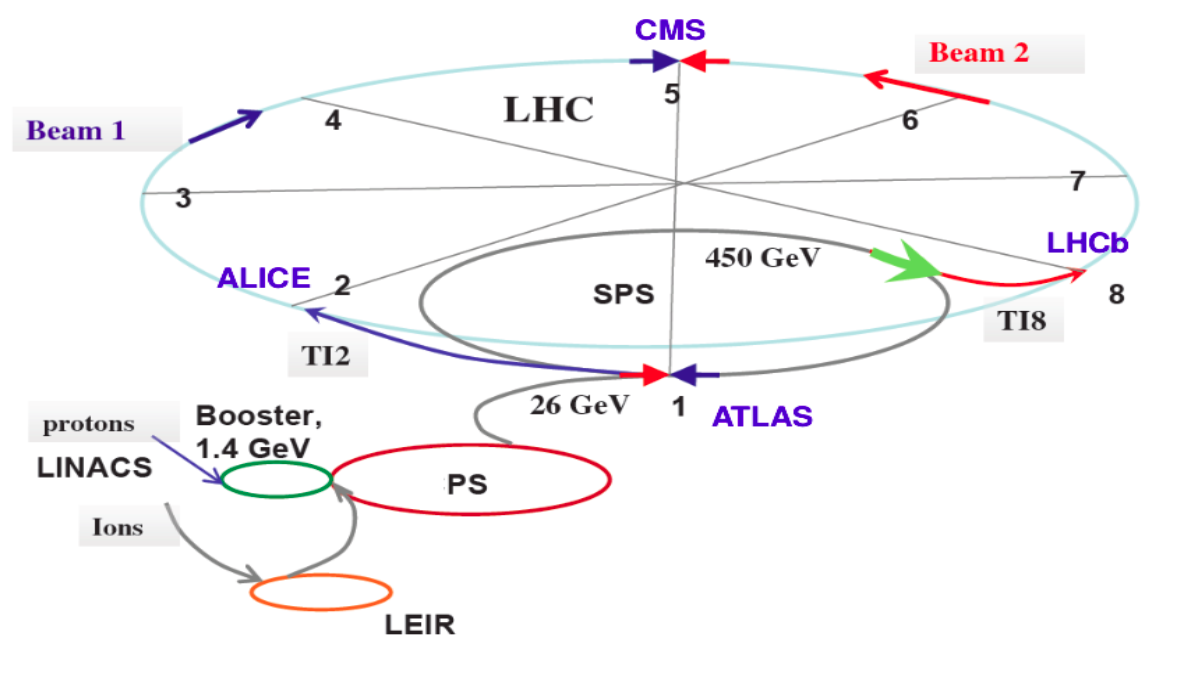 CMS
Beam 2
5
LHC
4
6
Beam 1
7
3
LHCb
450 GeV
ALICE
2
SPS
8
TI8
TI2
26 GeV
1
ATLAS
protons
Booster,
1.4 GeV
LINACS
PS
Ions
LEIR